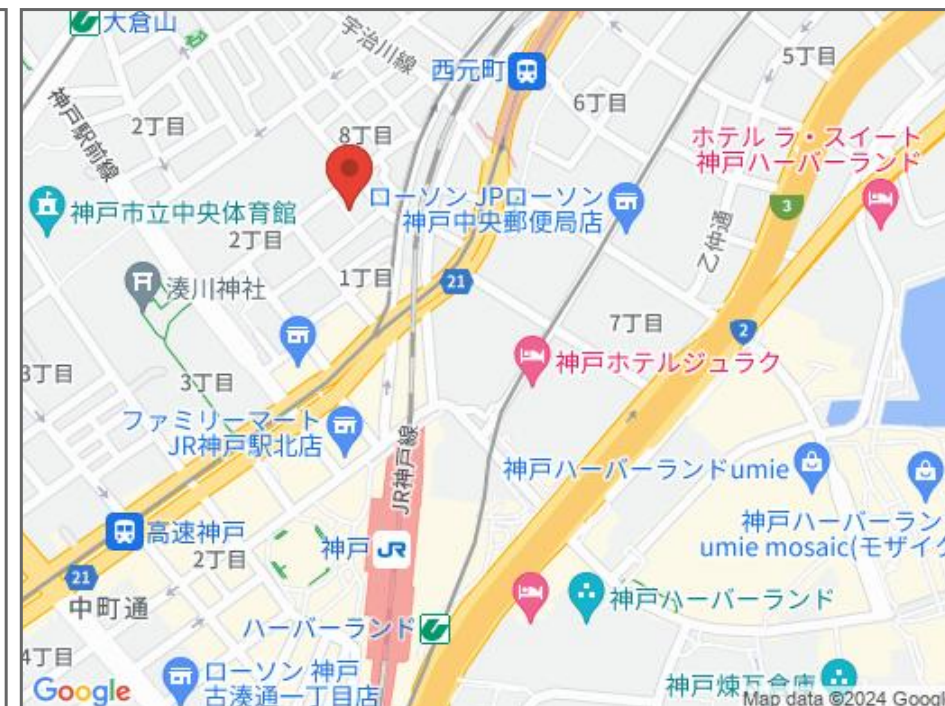 大倉山
宇治川線
西元町
5丁目
神戸駅前線
2丁目
8丁目
6丁目
ホテル ラ・スイート
神戸ハーバーランド
神戸市立中央体育館
ローソン JPローソン
神戸中央郵便局店
3
乙仲通
2丁目
湊川神社
1丁目
21
7丁目
2
3丁目
3丁目
神戸ホテルジュラク
ファミリーマート
JR神戸駅北店
JR神戸線
神戸ハーバーランドumie
神戸ハーバーラン
umie mosaic(モザイク
高速神戸
2丁目
神戸
JR
21
中町通
神戸ハーバーランド
ハーバーランド
4丁目
ローソン 神戸
古湊通一丁目店
神戸煉瓦倉庫
Google
Map data ©2024 Googl